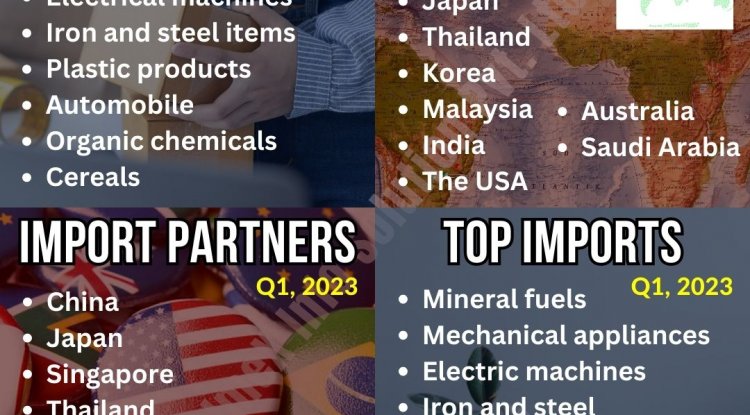 Electrical machines
Iron and steel items
Plastic products
Automobile
Organic chemicals
Cereals
Japan
Thailand
Korea
Malaysia
India
The USA
Australia
Saudi Arabia
IMPORT PARTNERS
Q1, 2023
China
Japan
Singapore
Thailand
TOP IMPORTS
Q1, 2023
Mineral fuels
Mechanical appliances
Electric machines
Iron and steel